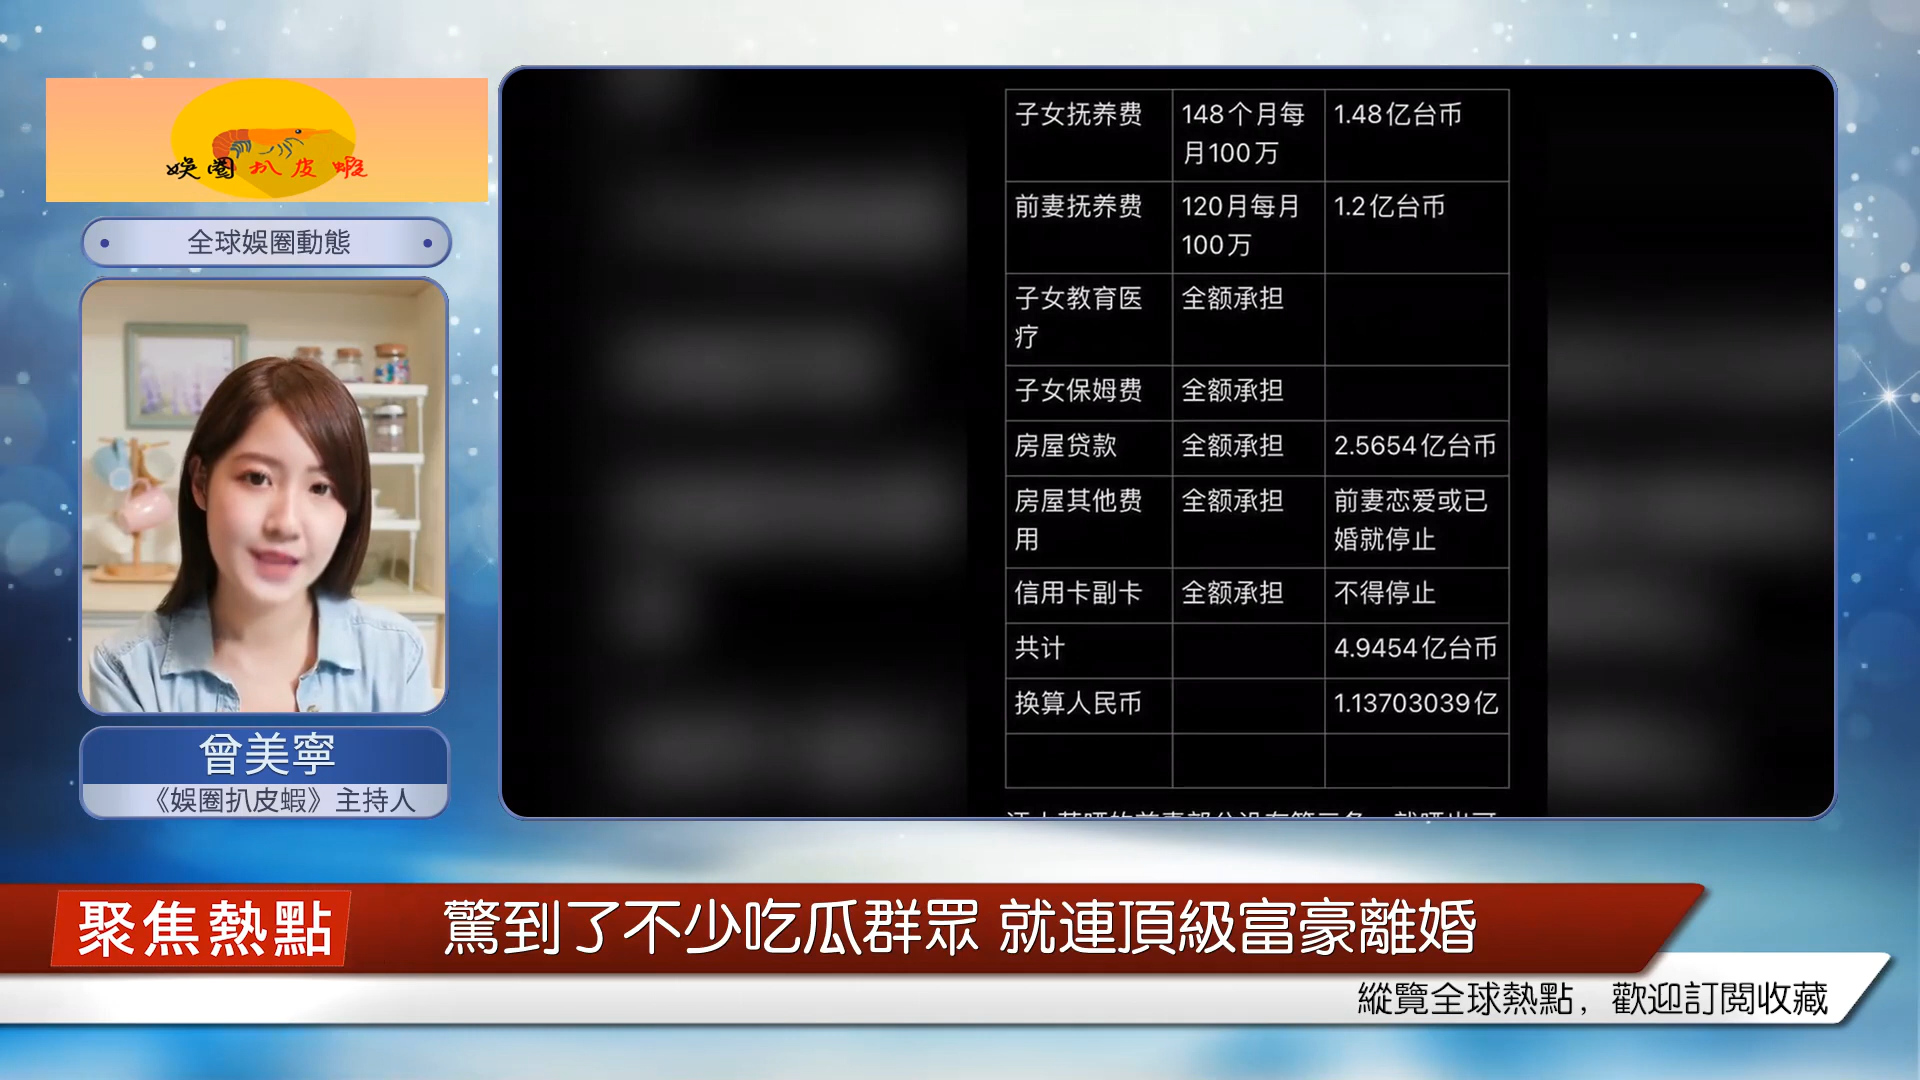 娛圈扒皮蝦
全球娛圈動態
曾美寧
《娛圈扒皮蝦》主持人
子女抚养费
148个月每
月100万
1.48亿台币
前妻抚养费
120月每月
100万
1.2亿台币
子女教育医
疗
全额承担
子女保姆费
全额承担
房屋贷款
全额承担
2.5654亿台币
房屋其他费
用
全额承担
前妻恋爱或已
婚就停止
信用卡副卡
全额承担
不得停止
共计
4.9454亿台币
换算人民币
1.13703039亿
聚焦熱點
驚到了不少吃瓜群眾 就連頂級富豪離婚
縱覽全球熱點，歡迎訂閱收藏